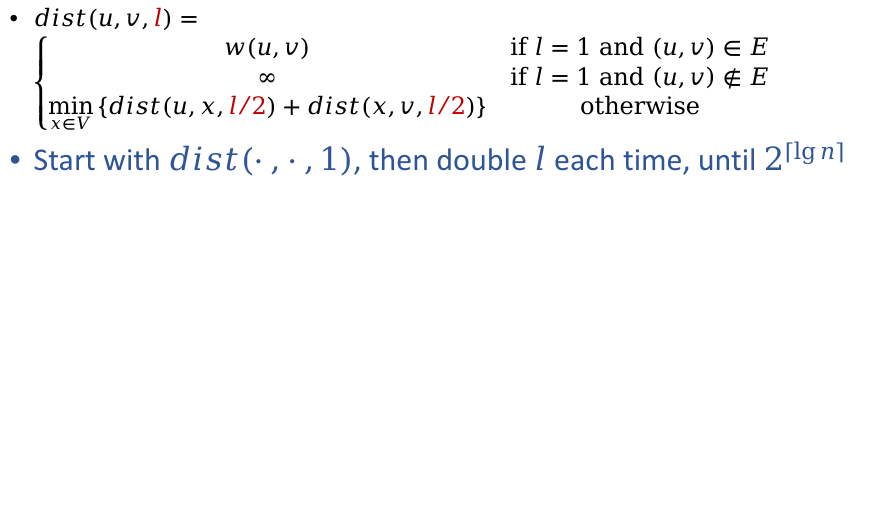 • dist(u, v, l) =
{ w(u, v) if l = 1 and (u, v) ∈ E
∞ if l = 1 and (u, v) ∉ E
min_{x∈V} {dist(u, x, l/2) + dist(x, v, l/2)} otherwise
• Start with dist(· , · , 1), then double l each time, until 2^{⌈lg n⌉}